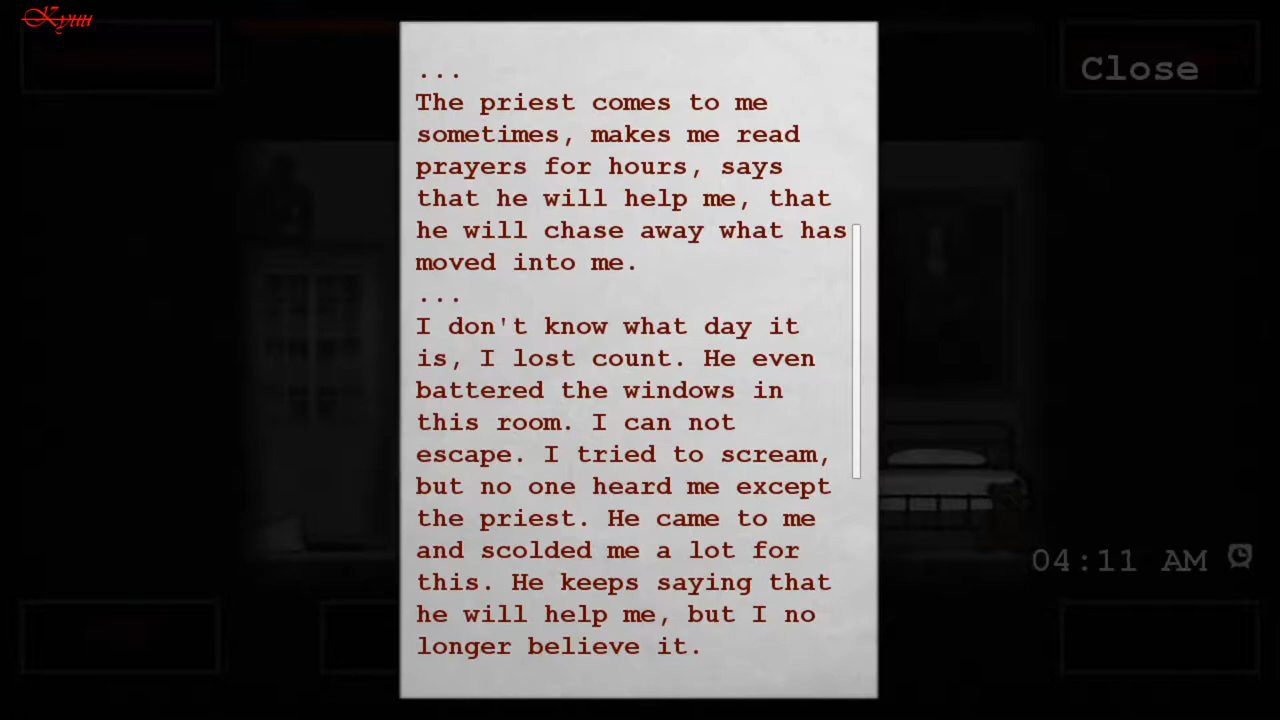 Kyuu
Close
...
The priest comes to me
sometimes, makes me read
prayers for hours, says
that he will help me, that
he will chase away what has
moved into me.
...
I don't know what day it
is, I lost count. He even
battered the windows in
this room. I can not
escape. I tried to scream,
but no one heard me except
the priest. He came to me
and scolded me a lot for
this. He keeps saying that
he will help me, but I no
longer believe it.
04:11 AM